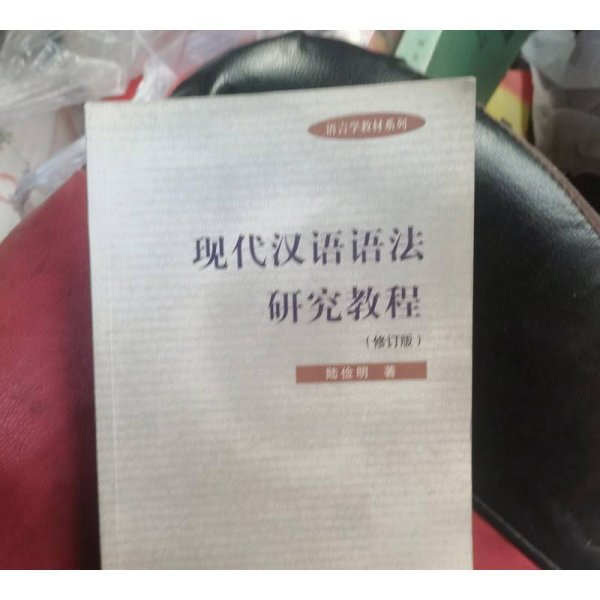 语言学教材系列
现代汉语语法
研究教程
（修订版）
陆俭明 著